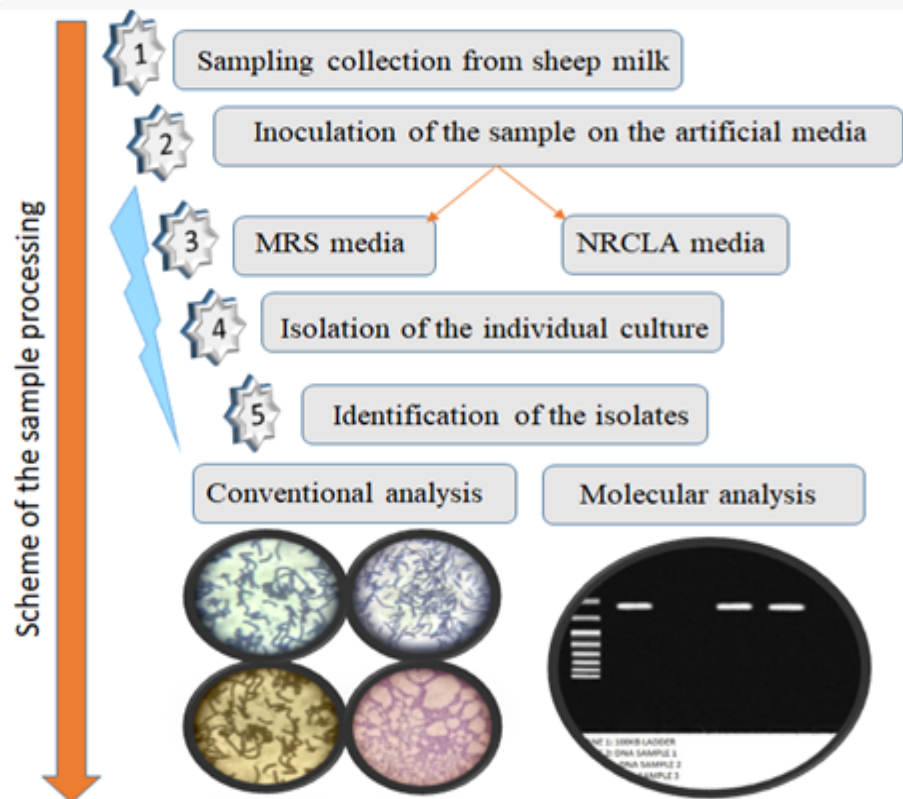 Scheme of the sample processing
1
Sampling collection from sheep milk
2
Inoculation of the sample on the artificial media
3
MRS media
NRCLA media
4
Isolation of the individual culture
5
Identification of the isolates
Conventional analysis
Molecular analysis
1: 100KB LADDER
: DNA SAMPLE 1
DNA SAMPLE 2
SAMPLE 3